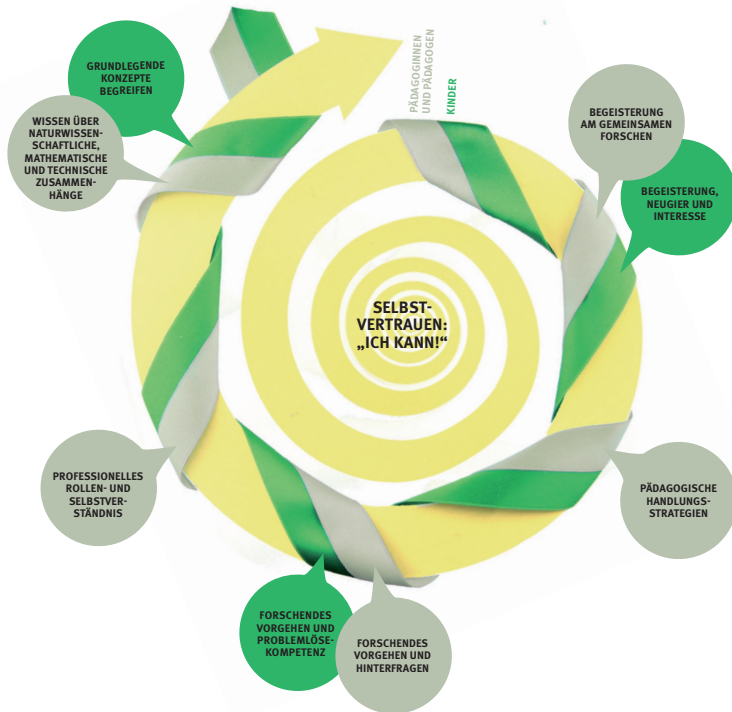 PÄDAGOGINNEN
UND PÄDAGOGEN
KINDER
GRUNDLEGENDE
KONZEPTE
BEGREIFEN
WISSEN ÜBER
NATURWISSEN-
SCHAFTLICHE,
MATHEMATISCHE
UND TECHNISCHE
ZUSAMMEN-
HÄNGE
BEGEISTERUNG
AM GEMEINSAMEN
FORSCHEN
BEGEISTERUNG,
NEUGIER UND
INTERESSE
SELBST-
VERTRAUEN:
„ICH KANN!“
PROFESSIONELLES
ROLLEN- UND
SELBSTVER-
STÄNDNIS
PÄDAGOGISCHE
HANDLUNGS-
STRATEGIEN
FORSCHENDES
VORGEHEN UND
PROBLEMLÖSE-
KOMPETENZ
FORSCHENDES
VORGEHEN UND
HINTERFRAGEN